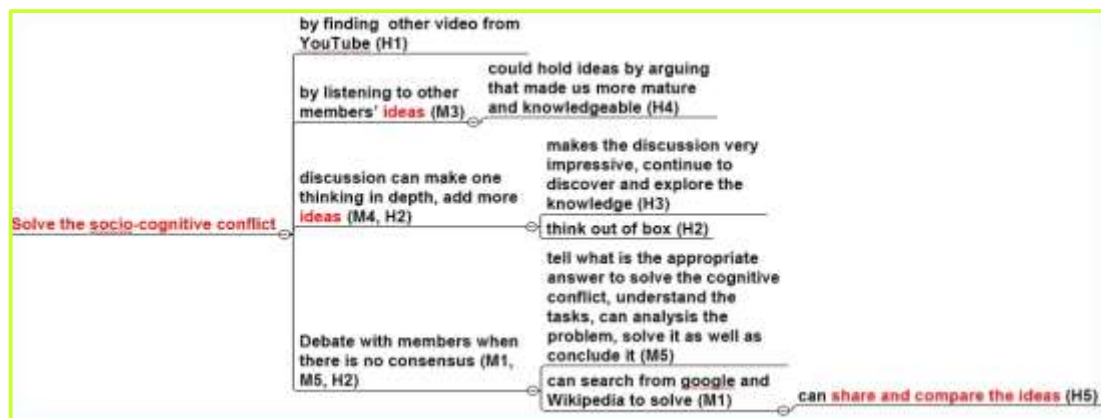 by finding other video from
YouTube (H1)
by listening to other
members' ideas (M3)
could hold ideas by arguing
that made us more mature
and knowledgeable (H4)
discussion can make one
thinking in depth, add more
ideas (M4, H2)
makes the discussion very
impressive, continue to
discover and explore the
knowledge (H3)
think out of box (H2)
Solve the socio-cognitive conflict
Debate with members when
there is no consensus (M1,
M5, H2)
tell what is the appropriate
answer to solve the cognitive
conflict, understand the
tasks, can analysis the
problem, solve it as well as
conclude it (M5)
can search from google and
Wikipedia to solve (M1)
can share and compare the ideas (H5)